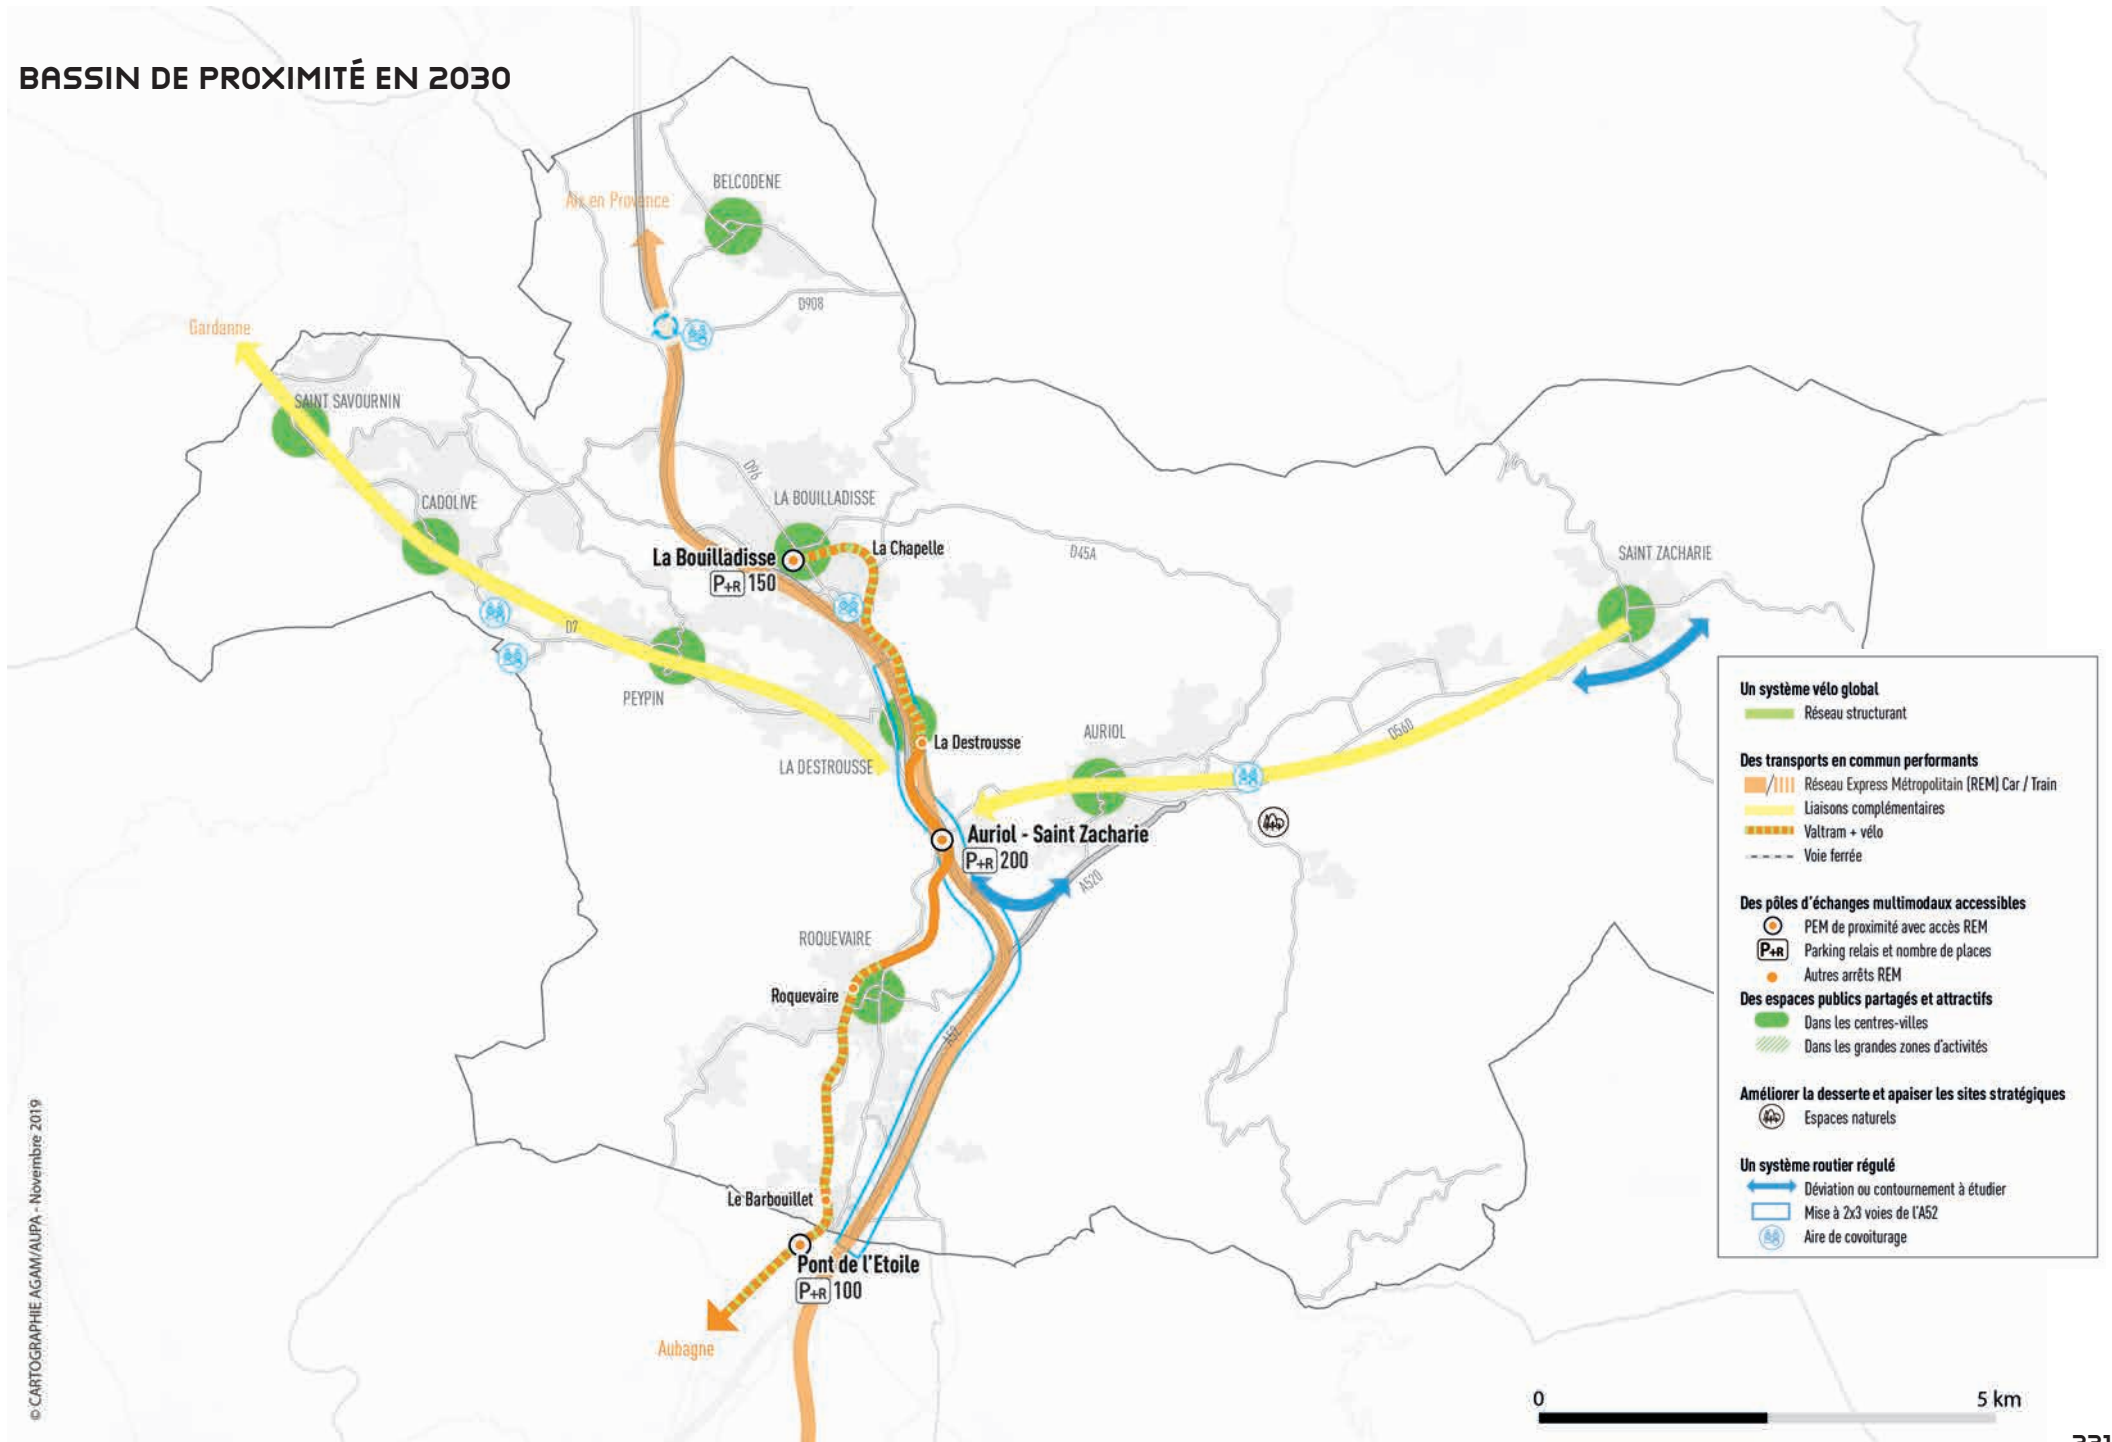 BASSIN DE PROXIMITÉ EN 2030
BELCODENE
Aix en Provence
D908
Gardanne
SAINT SAVOURNIN
D96
CADOLIVE
LA BOUILLADISSE
La Bouilladisse
La Chapelle
P+R 150
D45A
SAINT ZACHARIE
D7
PEYPIN
La Destrousse
LA DESTROUSSE
AURIOL
D560
Auriol - Saint Zacharie
P+R 200
A520
ROQUEVAIRE
Roquevaire
A52
Le Barbouillet
Pont de l'Etoile
P+R 100
Aubagne
Un système vélo global
Réseau structurant
Des transports en commun performants
Réseau Express Métropolitain (REM) Car / Train
Liaisons complémentaires
Valtram + vélo
Voie ferrée
Des pôles d'échanges multimodaux accessibles
PEM de proximité avec accès REM
P+R Parking relais et nombre de places
Autres arrêts REM
Des espaces publics partagés et attractifs
Dans les centres-villes
Dans les grandes zones d'activités
Améliorer la desserte et apaiser les sites stratégiques
Espaces naturels
Un système routier régulé
Déviation ou contournement à étudier
Mise à 2x3 voies de l'A52
Aire de covoiturage
0 5 km
© CARTOGRAPHIE AGAM/AUPA - Novembre 2019